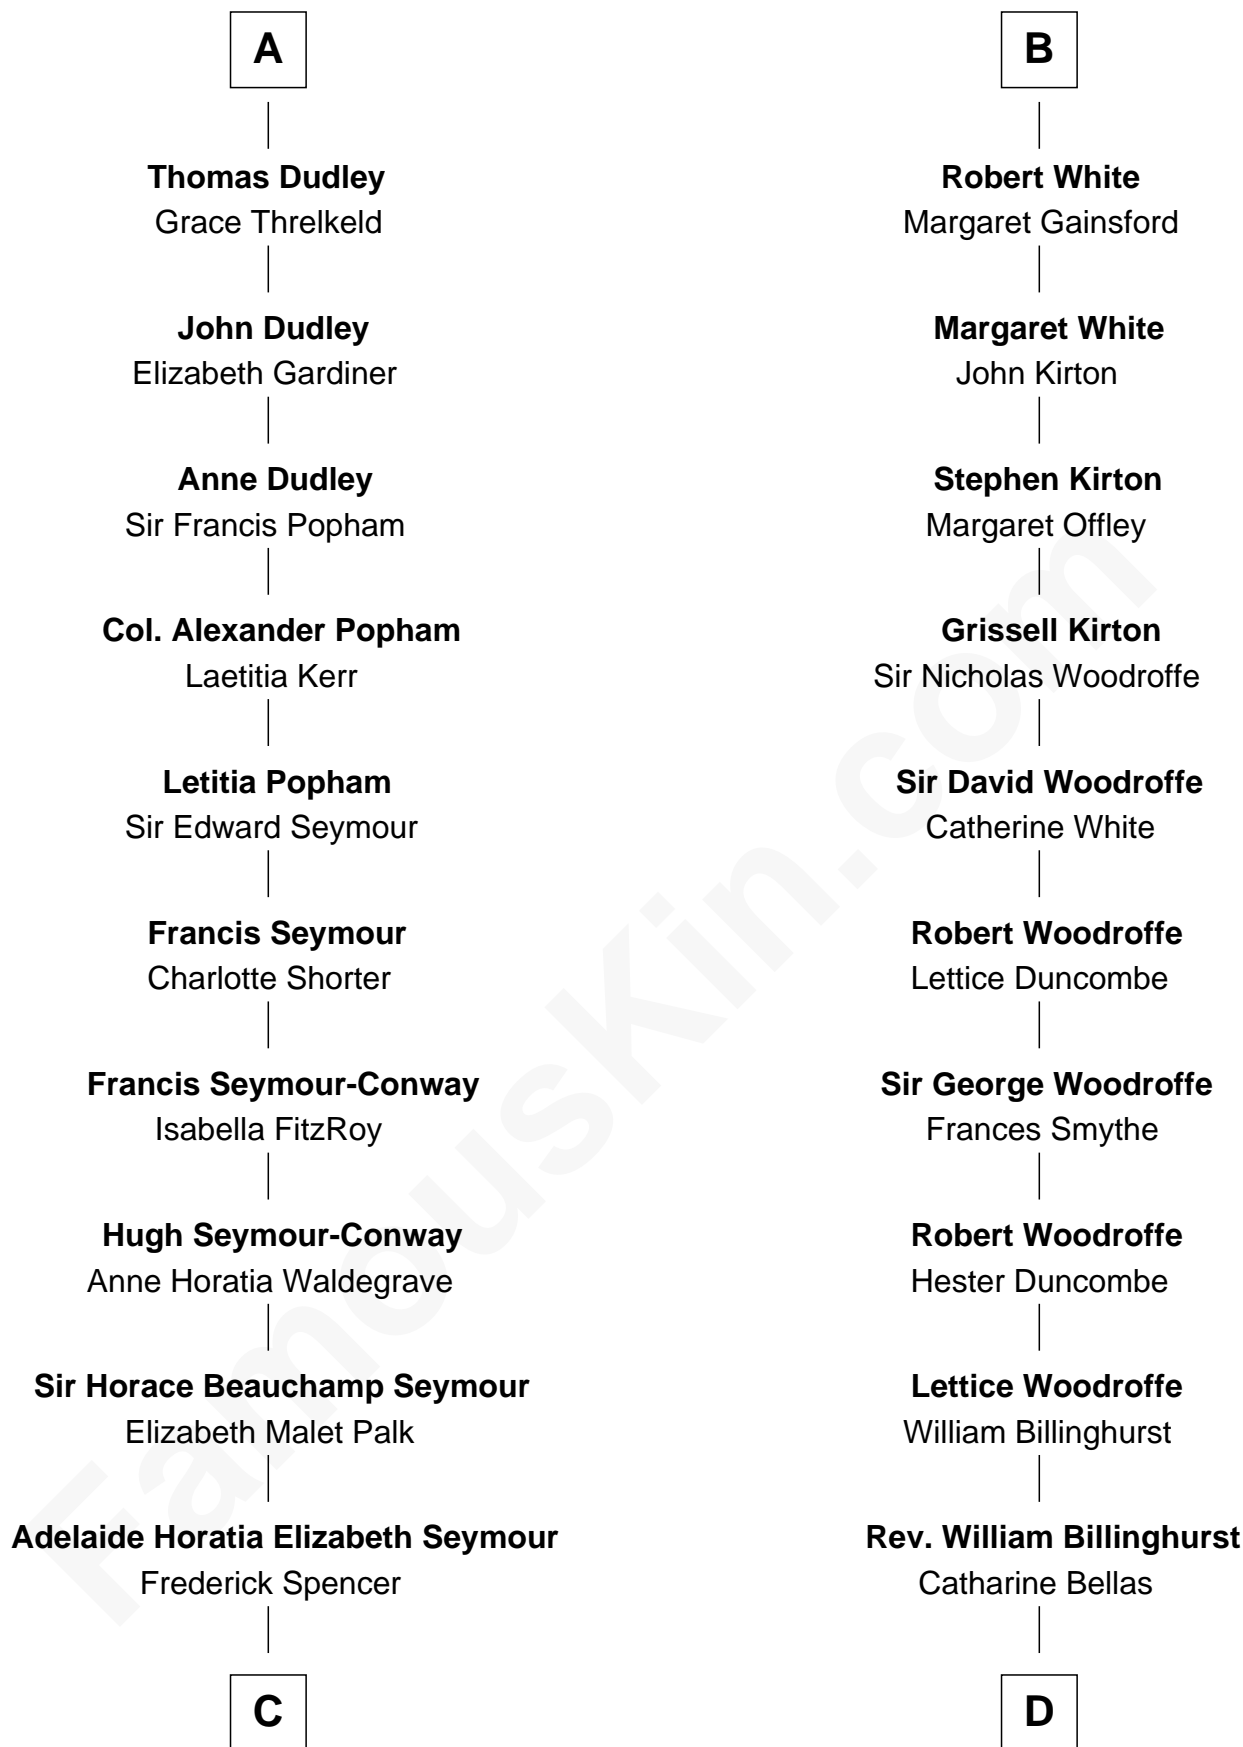 A
Thomas Dudley
Grace Threlkeld
John Dudley
Elizabeth Gardiner
Anne Dudley
Sir Francis Popham
Col. Alexander Popham
Laetitia Kerr
Letitia Popham
Sir Edward Seymour
Francis Seymour
Charlotte Shorter
Francis Seymour-Conway
Isabella FitzRoy
Hugh Seymour-Conway
Anne Horatia Waldegrave
Sir Horace Beauchamp Seymour
Elizabeth Malet Palk
Adelaide Horatia Elizabeth Seymour
Frederick Spencer
C
B
Robert White
Margaret Gainsford
Margaret White
John Kirton
Stephen Kirton
Margaret Offley
Grissell Kirton
Sir Nicholas Woodroffe
Sir David Woodroffe
Catherine White
Robert Woodroffe
Lettice Duncombe
Sir George Woodroffe
Frances Smythe
Robert Woodroffe
Hester Duncombe
Lettice Woodroffe
William Billinghurst
Rev. William Billinghurst
Catharine Bellas
D
FamousKin.com